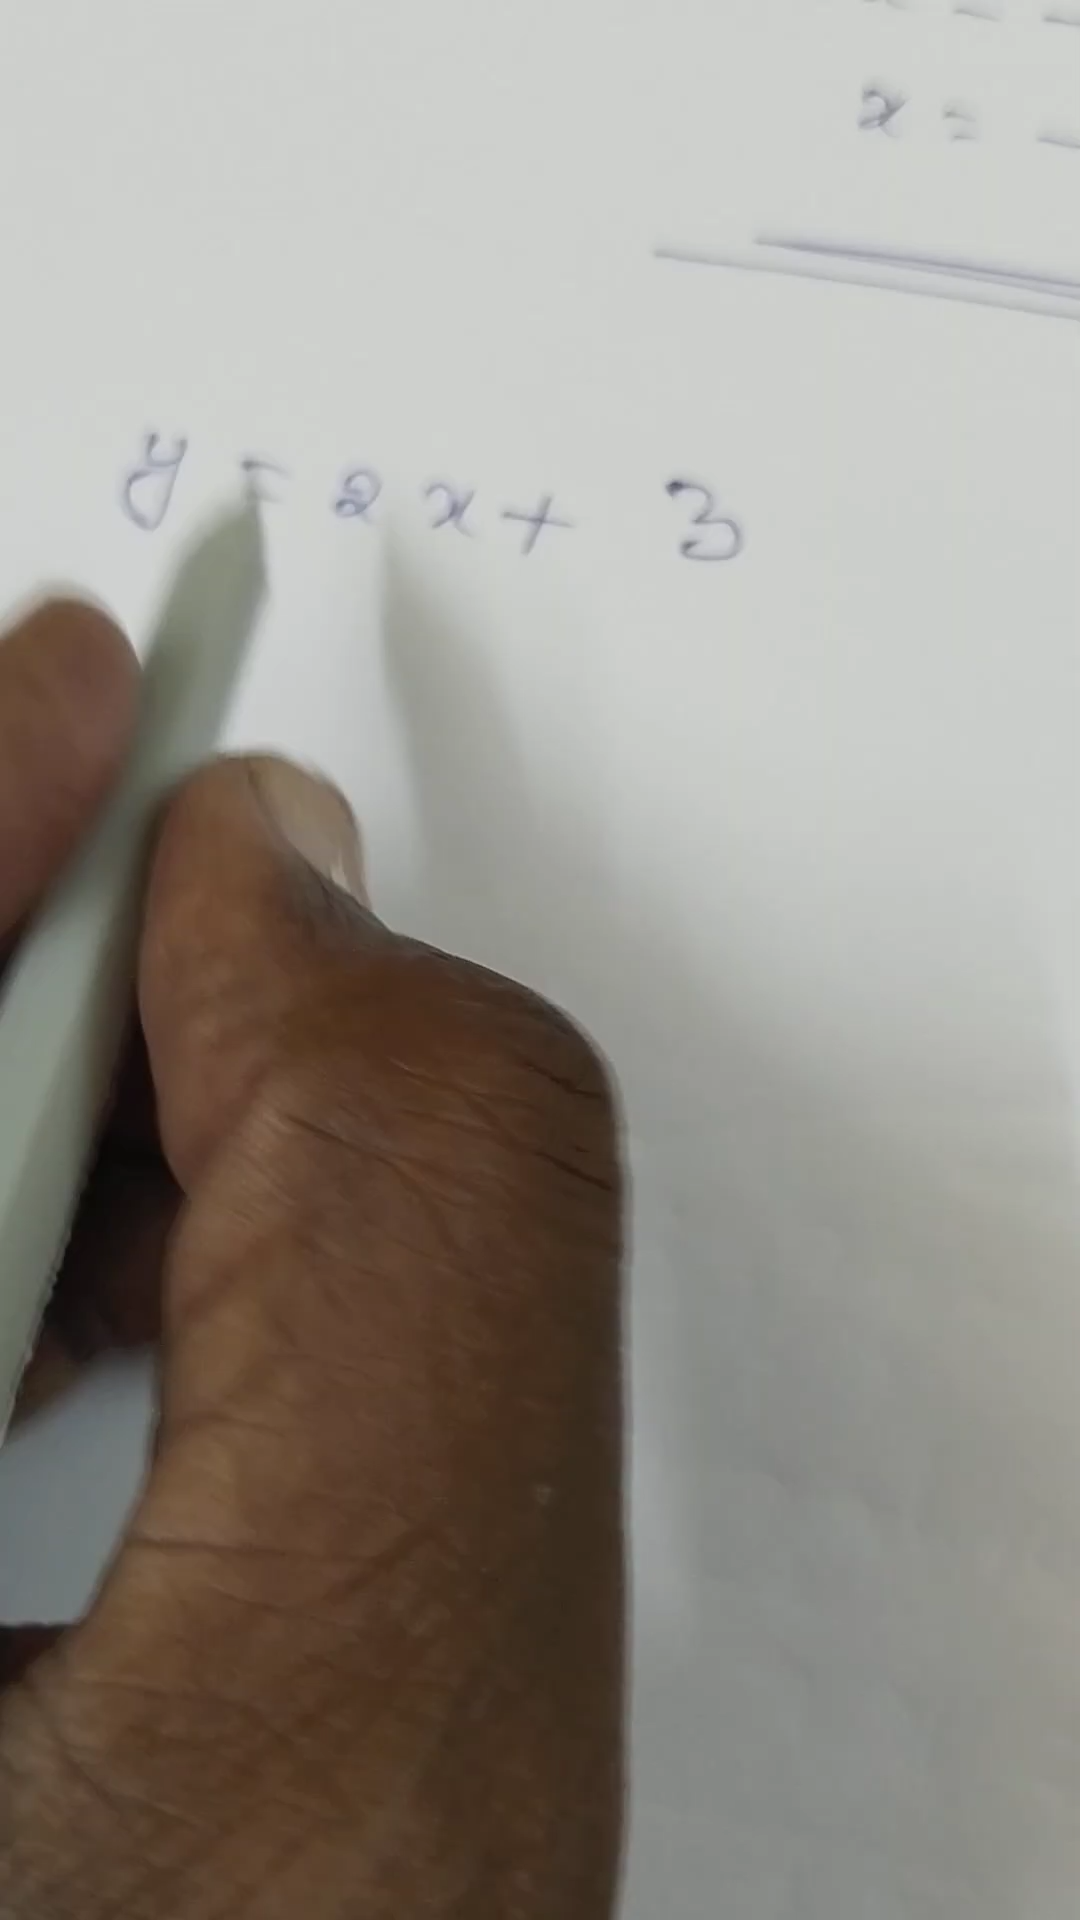 x =
y = 2x + 3